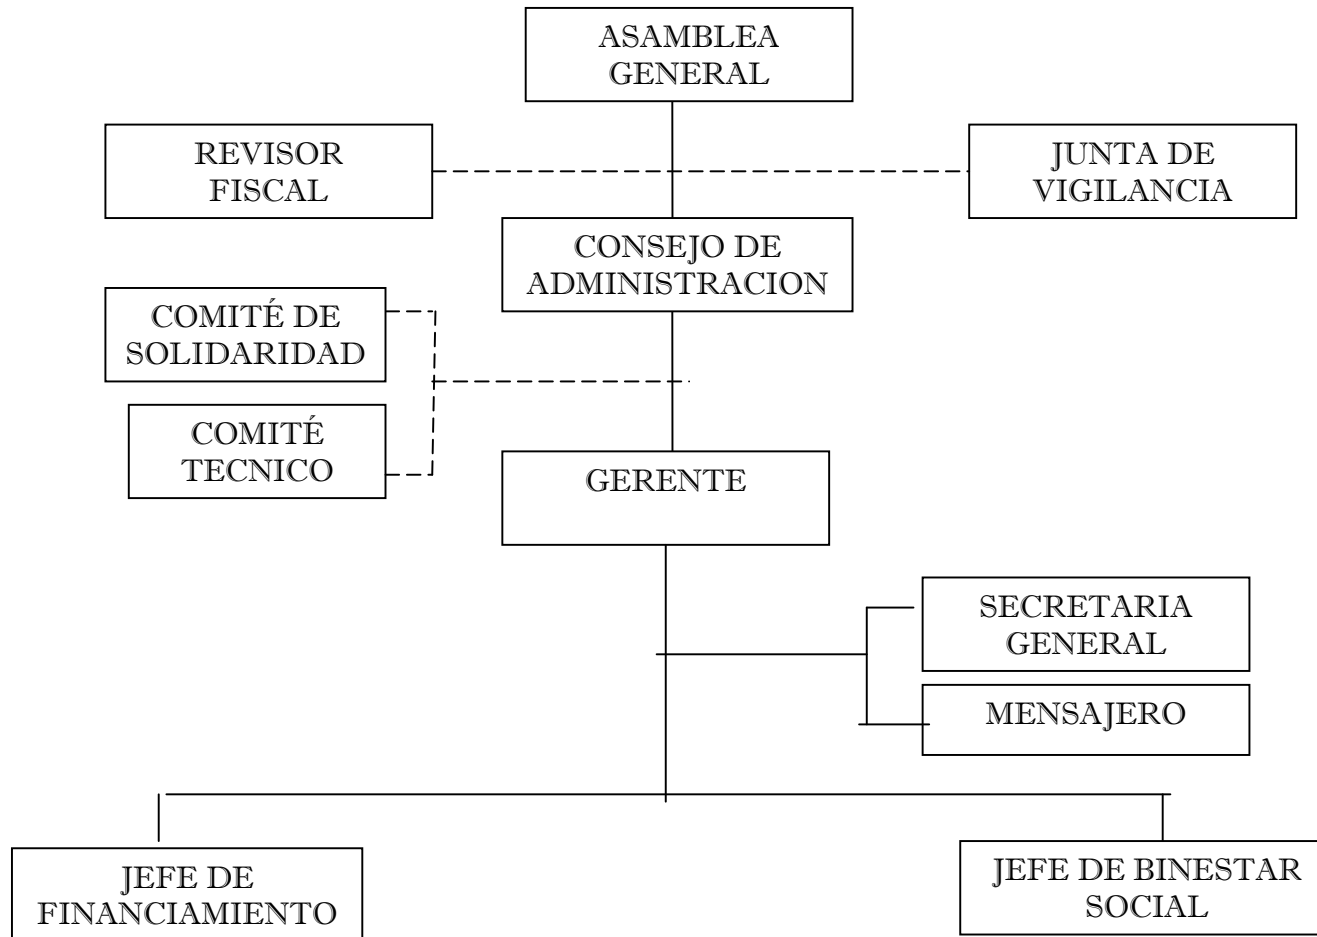 ASAMBLEA
GENERAL
REVISOR
FISCAL
JUNTA DE
VIGILANCIA
CONSEJO DE
ADMINISTRACION
COMITÉ DE
SOLIDARIDAD
COMITÉ
TECNICO
GERENTE
SECRETARIA
GENERAL
MENSAJERO
JEFE DE
FINANCIAMIENTO
JEFE DE BINESTAR
SOCIAL